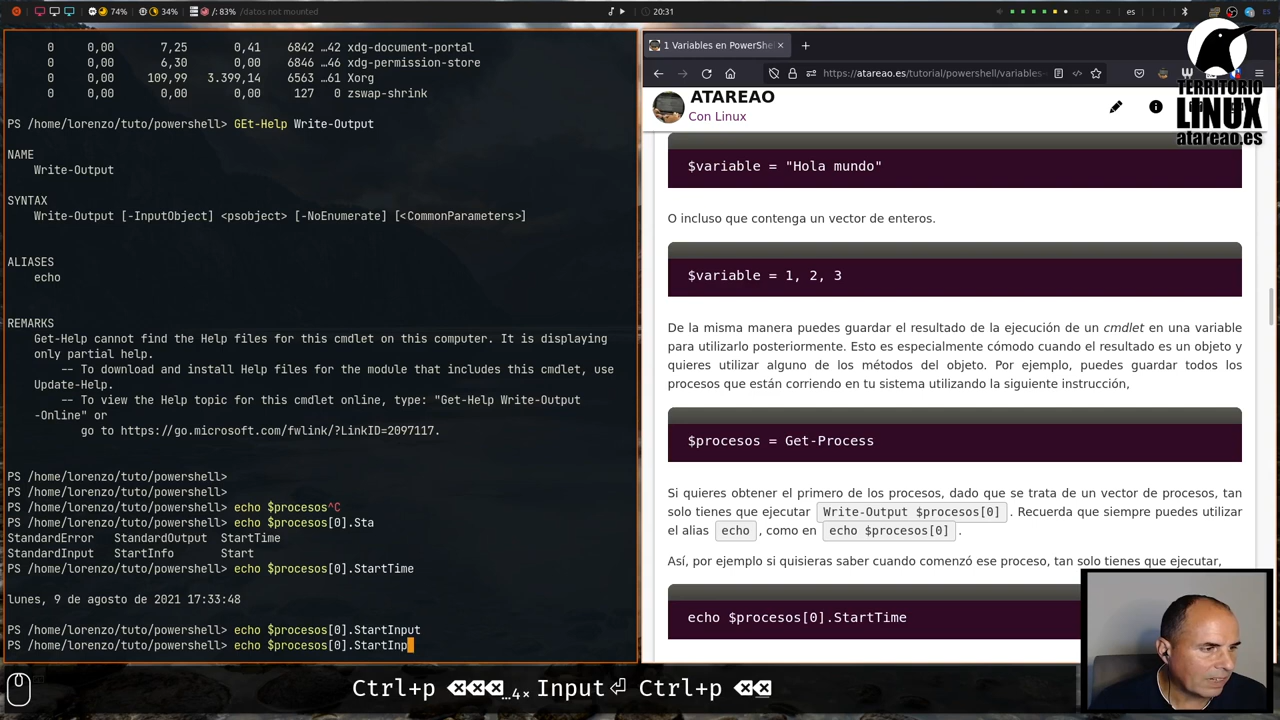 74% 34% /: 83% /datos not mounted 20:31 es ES
0 0,00 7,25 0,41 6842 …42 xdg-document-portal
0 0,00 6,30 0,00 6846 …46 xdg-permission-store
0 0,00 109,99 3.399,14 6563 …61 Xorg
0 0,00 0,00 0,00 127 0 zswap-shrink
PS /home/lorenzo/tuto/powershell> GEt-Help Write-Output
NAME
Write-Output
SYNTAX
Write-Output [-InputObject] <psobject> [-NoEnumerate] [<CommonParameters>]
ALIASES
echo
REMARKS
Get-Help cannot find the Help files for this cmdlet on this computer. It is displaying
only partial help.
-- To download and install Help files for the module that includes this cmdlet, use
Update-Help.
-- To view the Help topic for this cmdlet online, type: "Get-Help Write-Output
-Online" or
go to https://go.microsoft.com/fwlink/?LinkID=2097117.
PS /home/lorenzo/tuto/powershell>
PS /home/lorenzo/tuto/powershell>
PS /home/lorenzo/tuto/powershell> echo $procesos^C
PS /home/lorenzo/tuto/powershell> echo $procesos[0].Sta
StandardError StandardOutput StartTime
StandardInput StartInfo Start
PS /home/lorenzo/tuto/powershell> echo $procesos[0].StartTime
lunes, 9 de agosto de 2021 17:33:48
PS /home/lorenzo/tuto/powershell> echo $procesos[0].StartInput
PS /home/lorenzo/tuto/powershell> echo $procesos[0].StartInp
1 Variables en PowerShe
https://atareao.es/tutorial/powershell/variables-
ATAREAO
Con Linux
TERRITORIO
LINUX
atareao.es
$variable = "Hola mundo"
O incluso que contenga un vector de enteros.
$variable = 1, 2, 3
De la misma manera puedes guardar el resultado de la ejecución de un cmdlet en una variable
para utilizarlo posteriormente. Esto es especialmente cómodo cuando el resultado es un objeto y
quieres utilizar alguno de los métodos del objeto. Por ejemplo, puedes guardar todos los
procesos que están corriendo en tu sistema utilizando la siguiente instrucción,
$procesos = Get-Process
Si quieres obtener el primero de los procesos, dado que se trata de un vector de procesos, tan
solo tienes que ejecutar Write-Output $procesos[0] . Recuerda que siempre puedes utilizar
el alias echo , como en echo $procesos[0] .
Así, por ejemplo si quisieras saber cuando comenzó ese proceso, tan solo tienes que ejecutar,
echo $procesos[0].StartTime
Ctrl+p ⌫⌫⌫…4× Input⏎ Ctrl+p ⌫⌫